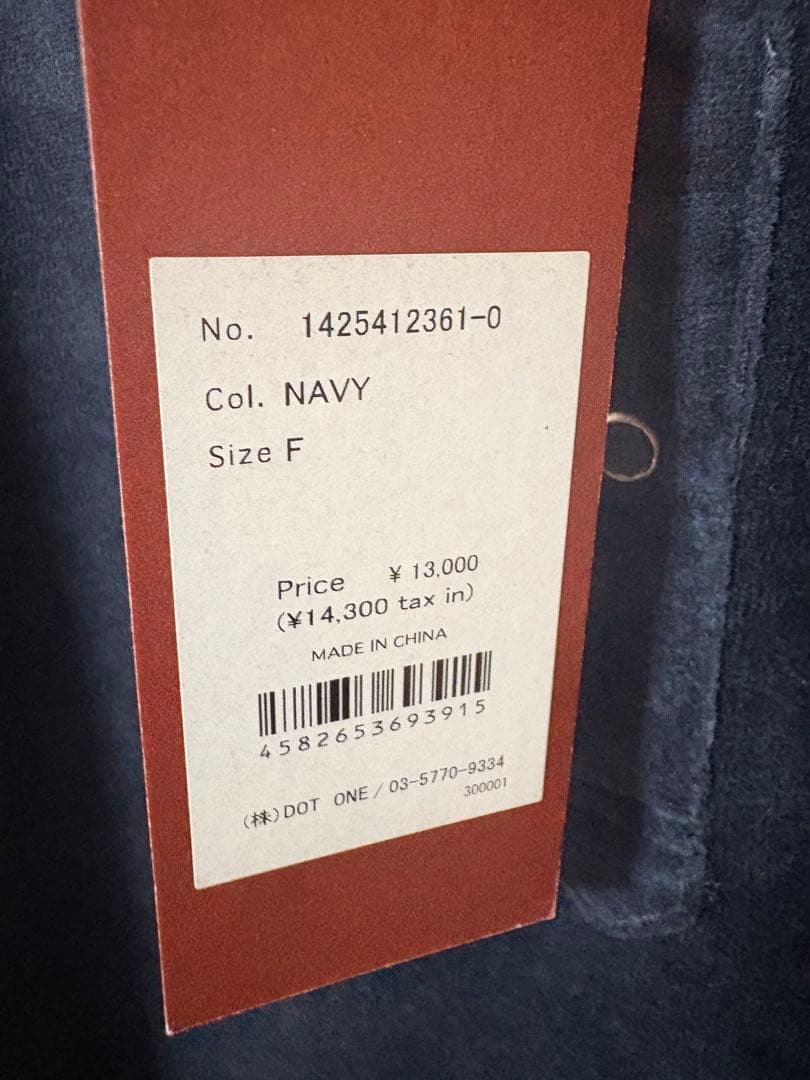 No. 1425412361-0
Col. NAVY
Size F
Price ¥ 13,000
(¥14,300 tax in)
MADE IN CHINA
4582653693915
(株)DOT ONE/03-5770-9334
300001